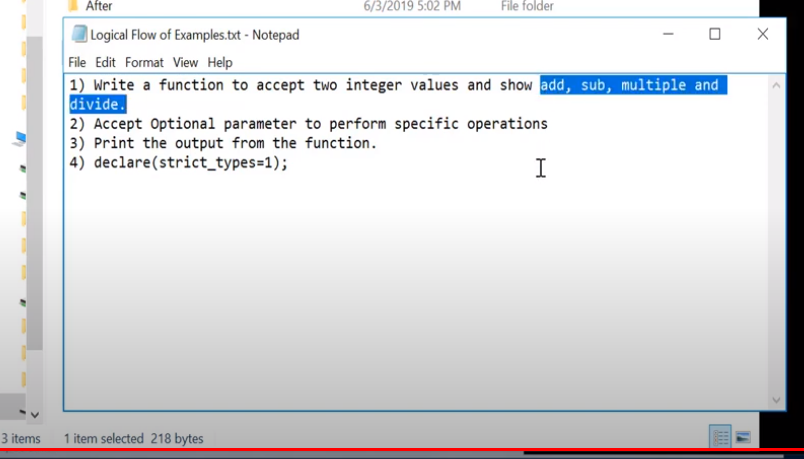 After 6/3/2019 5:02 PM File folder
Logical Flow of Examples.txt - Notepad
File Edit Format View Help
1) Write a function to accept two integer values and show add, sub, multiple and
divide.
2) Accept Optional parameter to perform specific operations
3) Print the output from the function.
4) declare(strict_types=1);
3 items 1 item selected 218 bytes